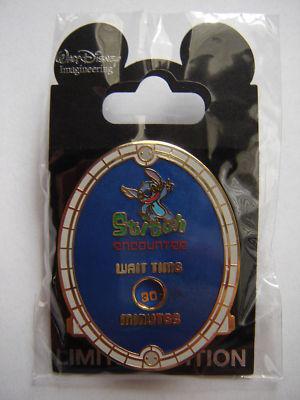 Walt Disney
Imagineering
Stitch
encounter
WAIT TIME
30
MINUTES
LIMITED EDITION